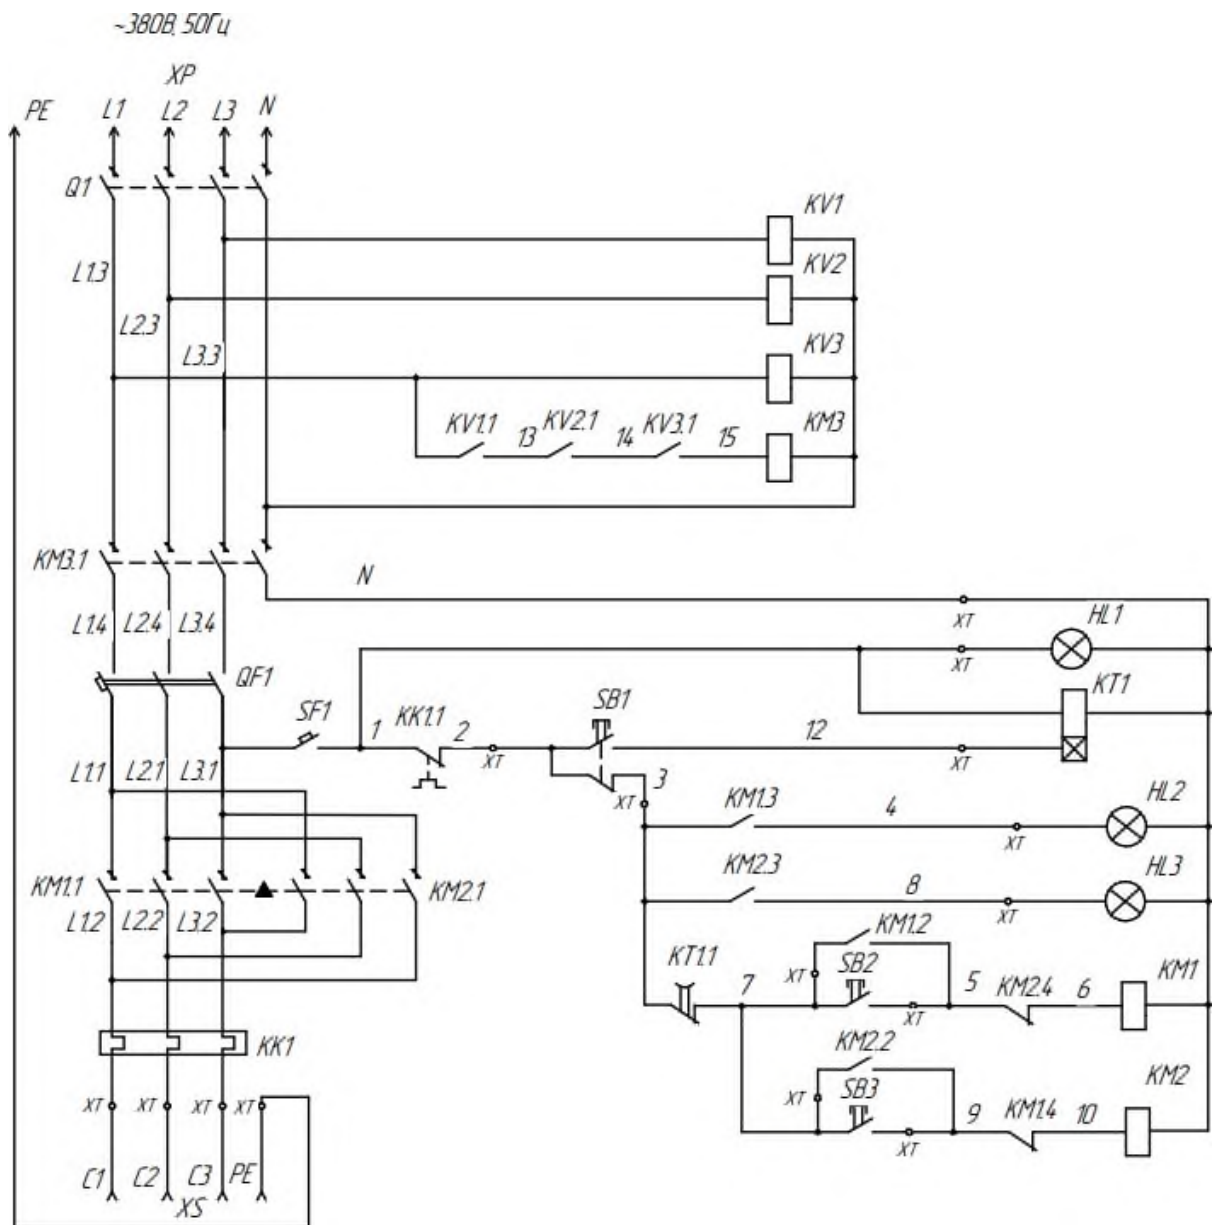 ~380В, 50Гц
XP
PE L1 L2 L3 N
Q1
KV1
L1.3
KV2
L2.3
L3.3
KV3
KV1.1 13 KV2.1 14 KV3.1 15 KM3
KM3.1
N
XT
L1.4 L2.4 L3.4
HL1
XT
QF1
KT1
SF1
SB1
1 KK1.1 2
12
XT
XT
L1.1 L2.1 L3.1
3
XT
KM1.3 4 HL2
XT
KM2.3
KM1.1
KM2.1
8 HL3
L1.2 L2.2 L3.2
XT
KM1.2
KT1.1
7 XT SB2 5 KM2.4 6 KM1
XT
KK1
KM2.2
KM2
XT XT XT XT
XT SB3
9 KM1.4 10
XT
C1 C2 C3 PE
XS